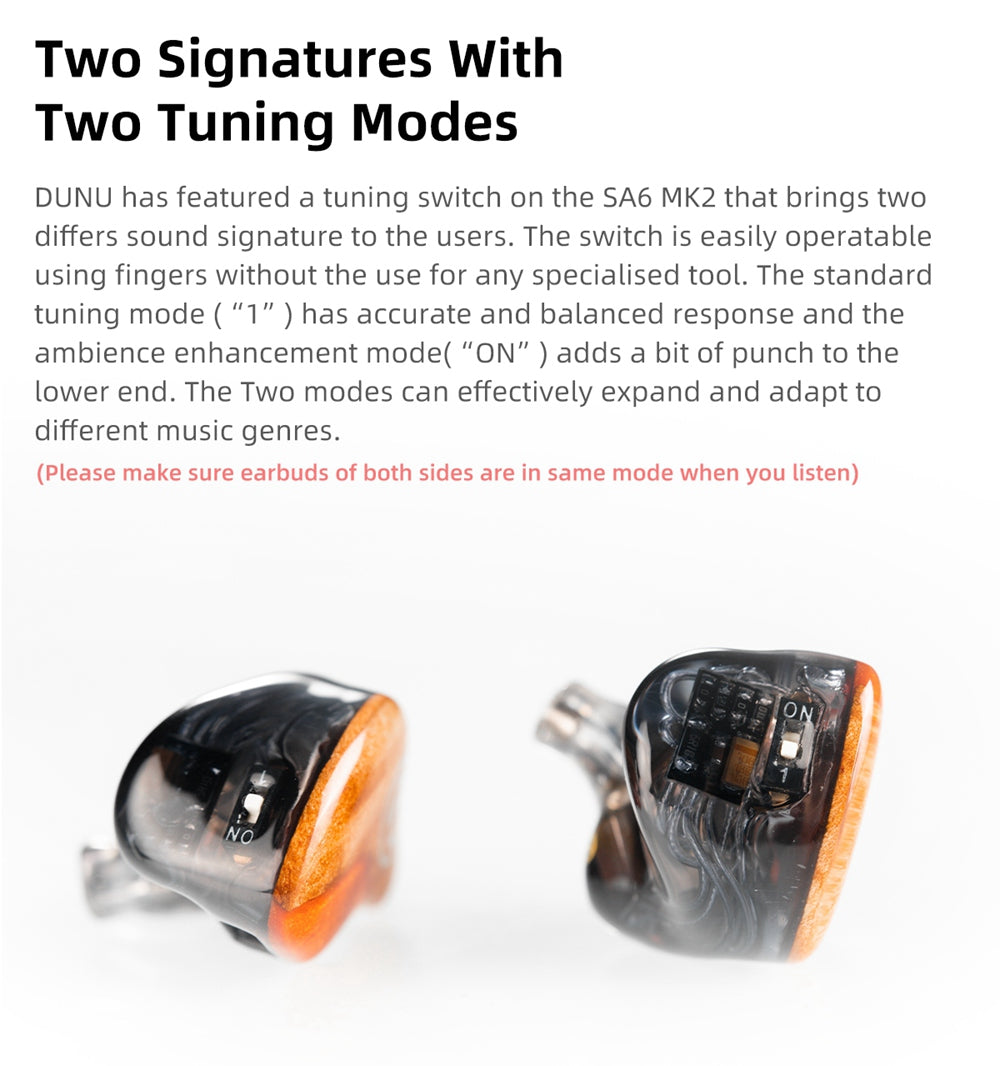 Two Signatures With
Two Tuning Modes
DUNU has featured a tuning switch on the SA6 MK2 that brings two
differs sound signature to the users. The switch is easily operatable
using fingers without the use for any specialised tool. The standard
tuning mode ( “1” ) has accurate and balanced response and the
ambience enhancement mode( “ON” ) adds a bit of punch to the
lower end. The Two modes can effectively expand and adapt to
different music genres.
(Please make sure earbuds of both sides are in same mode when you listen)
1
ON
ON
1